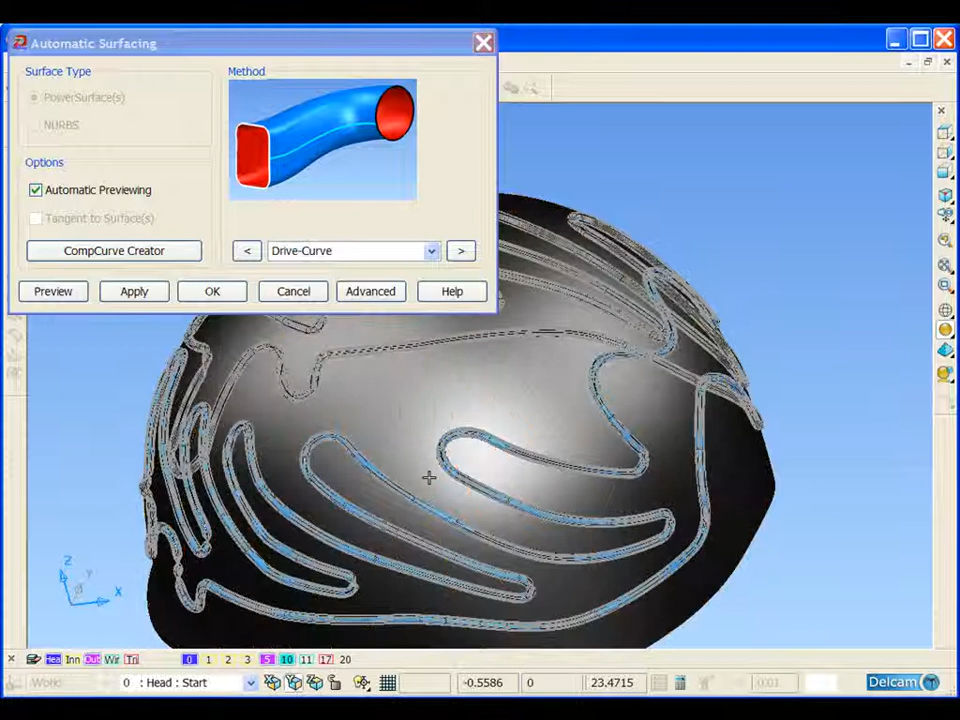 Automatic Surfacing
Surface Type
PowerSurface(s)
NURBS
Options
Automatic Previewing
Tangent to Surface(s)
CompCurve Creator
Method
< Drive-Curve >
Preview Apply OK Cancel Advanced Help
Z
Y
X
Hea Inn Out Wir Tri 0 1 2 3 5 10 11 17 20
World 0 : Head : Start -0.5586 0 23.4715 0.01 Delcam